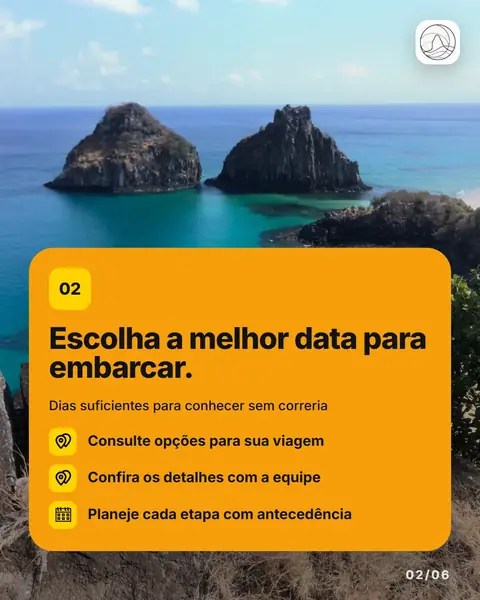 02
Escolha a melhor data para
embarcar.
Dias suficientes para conhecer sem correria
Consulte opções para sua viagem
Confira os detalhes com a equipe
Planeje cada etapa com antecedência
02/06